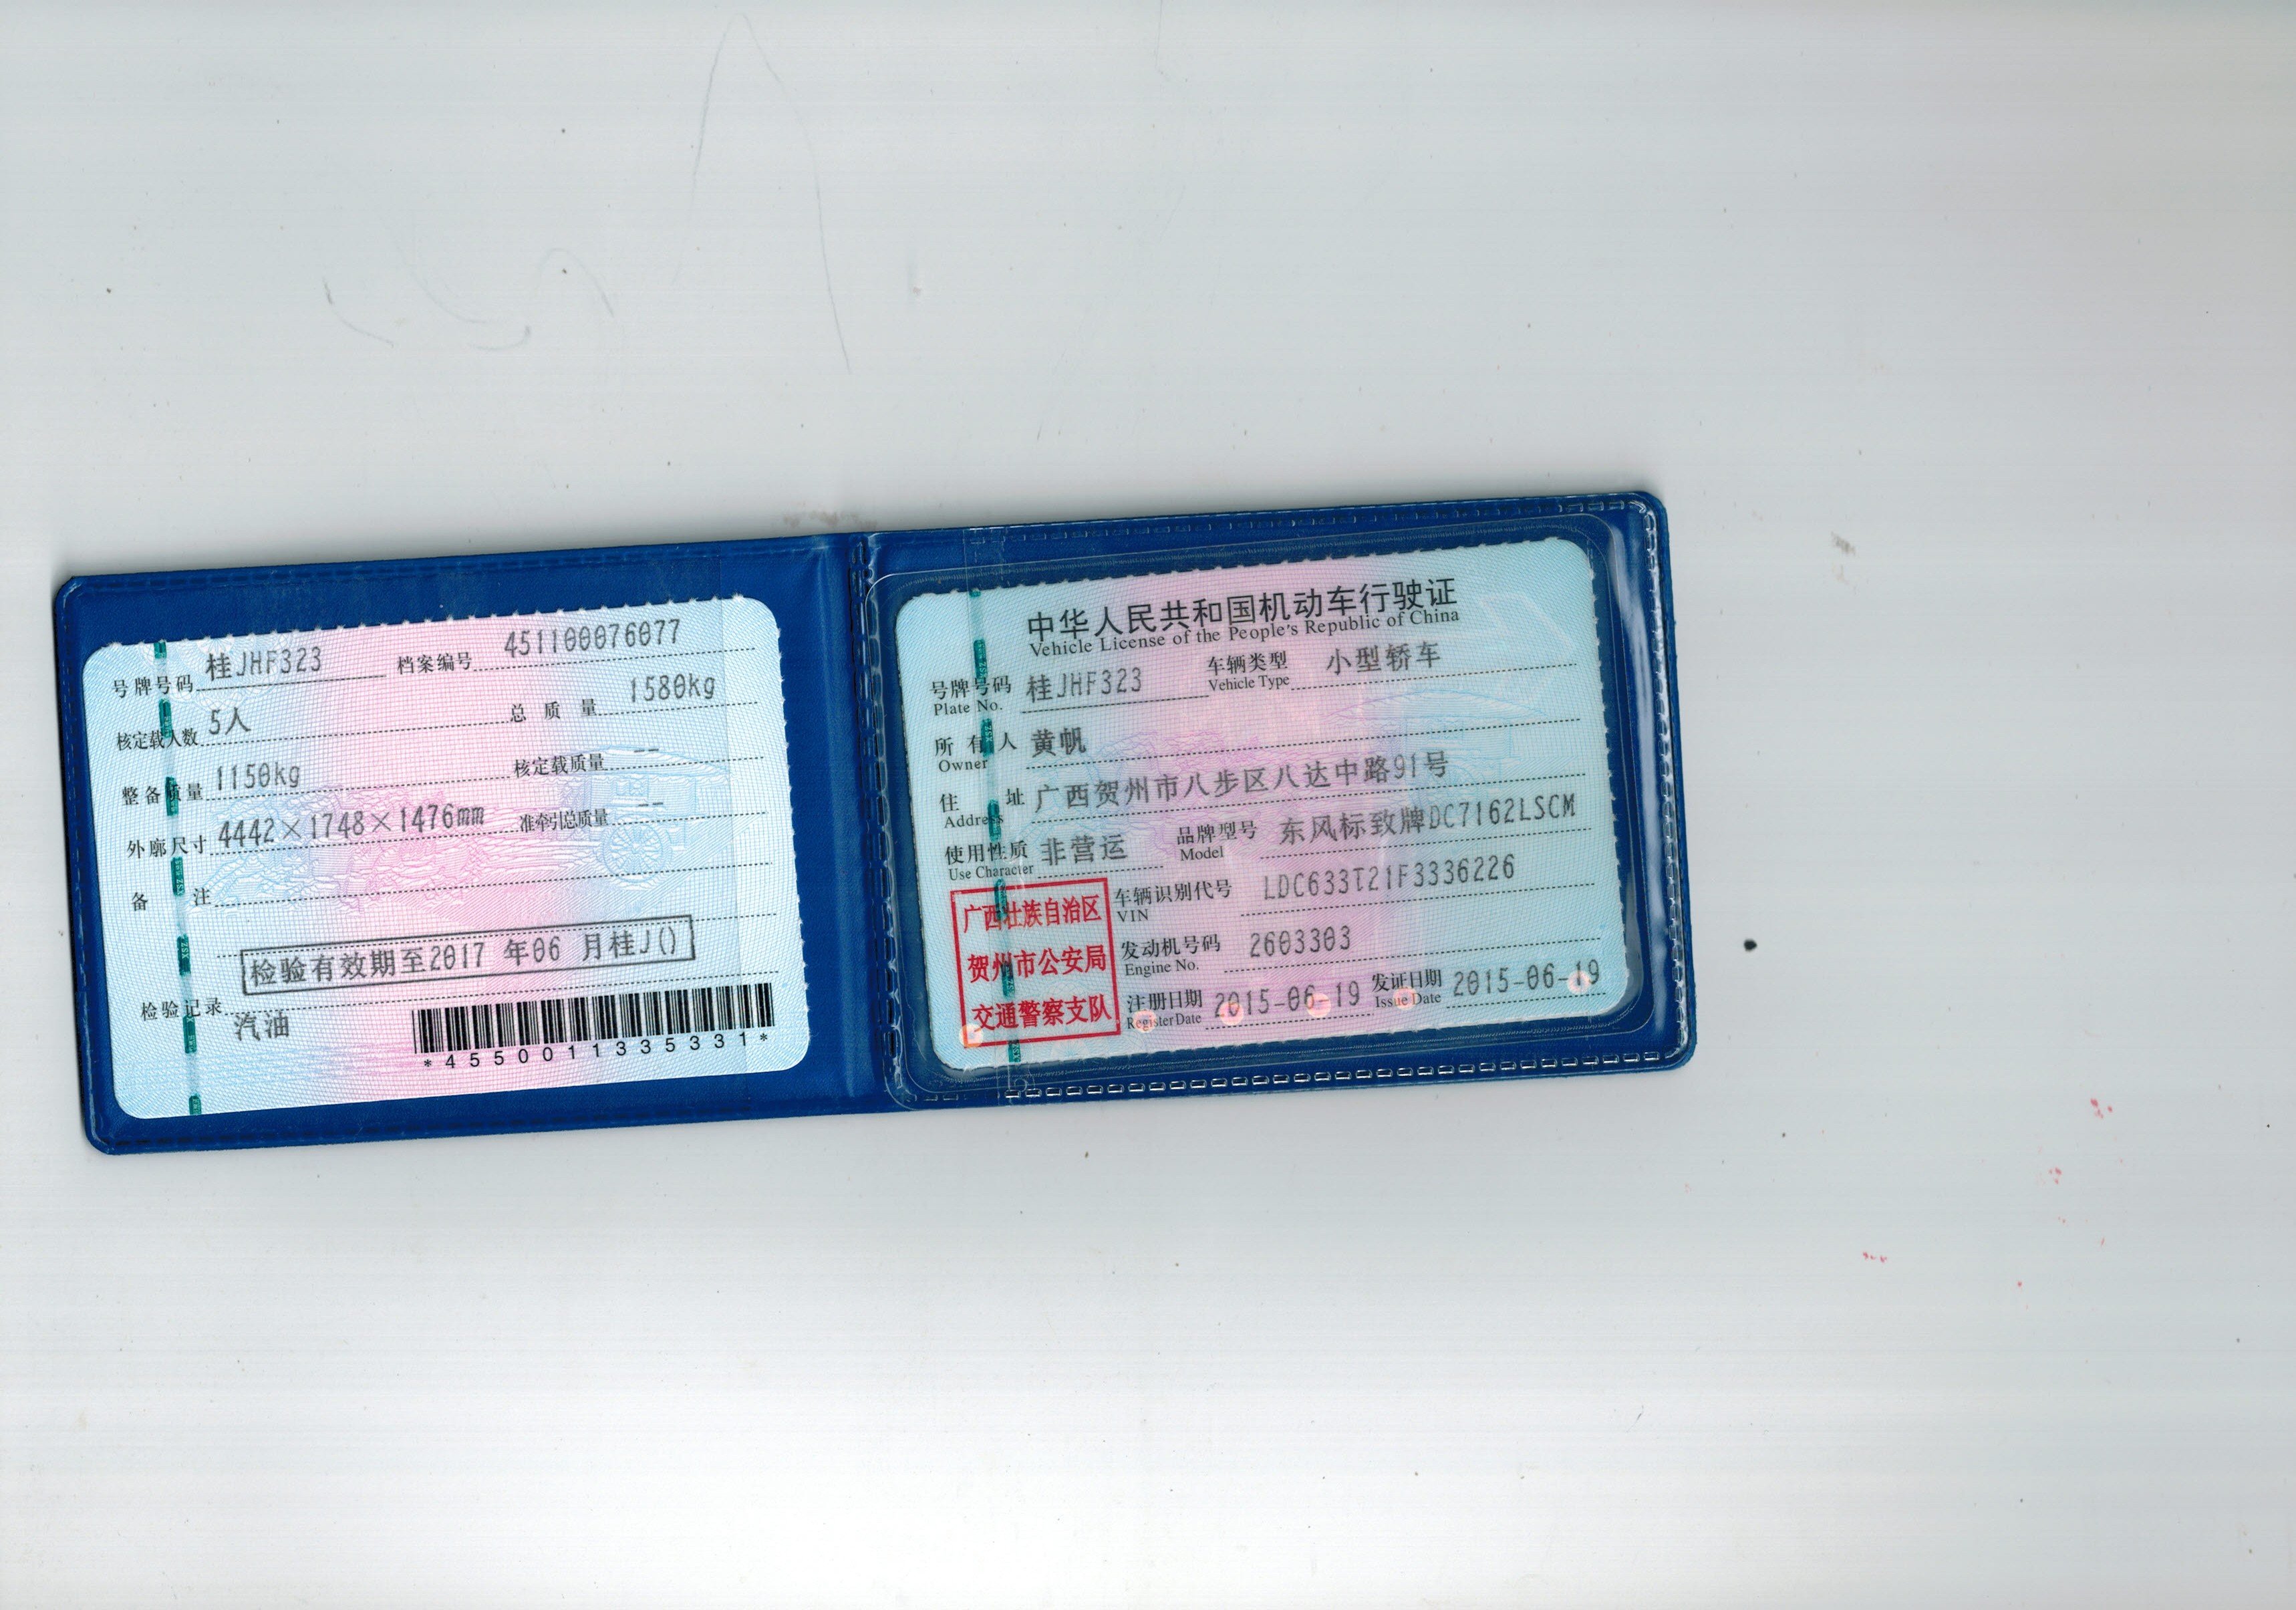 号牌号码 桂JHF323 档案编号 451100076077
核定载人数 5人 总质量 1580kg
整备质量 1150kg 核定载质量 --
外廓尺寸 4442×1748×1476mm 准牵引总质量 --
备注
检验有效期至2017 年06 月桂J()
检验记录
汽油
*4550011335331*
中华人民共和国机动车行驶证
Vehicle License of the People's Republic of China
号牌号码 桂JHF323 车辆类型 小型轿车
Plate No. Vehicle Type
所有人 黄帆
Owner
住址 广西贺州市八步区八达中路91号
Address
使用性质 非营运 品牌型号 东风标致牌DC7162LSCM
Use Character Model
广西壮族自治区
贺州市公安局
交通警察支队
车辆识别代号 LDC633T21F3336226
VIN
发动机号码 2603303
Engine No.
注册日期 2015-06-19 发证日期 2015-06-19
Register Date Issue Date